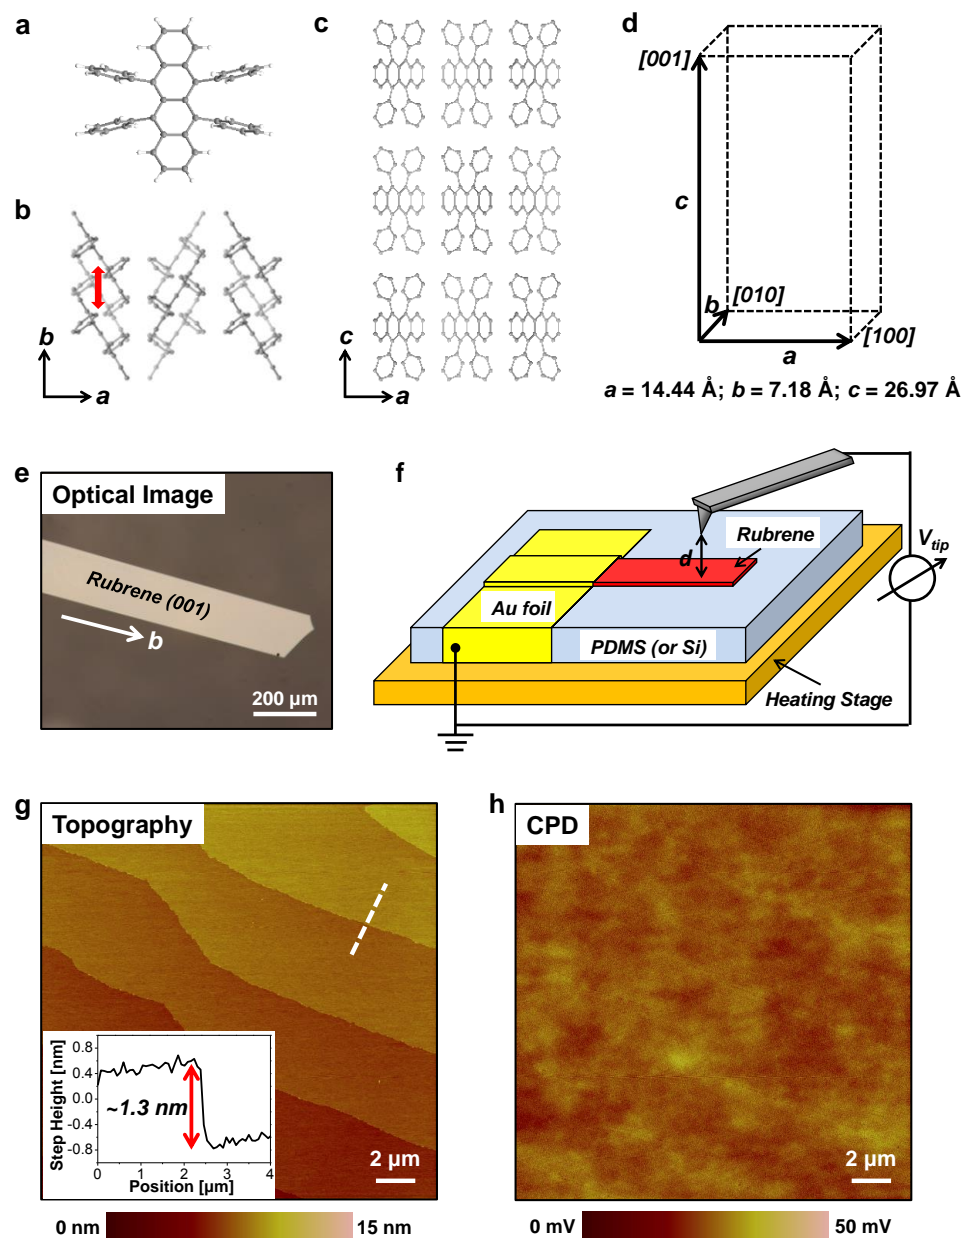 a
b
b
a
c
c
a
d
[001]
c
b
[010]
[100]
a
a = 14.44 Å; b = 7.18 Å; c = 26.97 Å
e
Optical Image
Rubrene (001)
b
200 µm
f
V_tip
Rubrene
d
Au foil
PDMS (or Si)
Heating Stage
g
Topography
Step Height [nm]
0.8
0.4
0.0
-0.4
-0.8
~1.3 nm
0 1 2 3 4
Position [µm]
2 µm
0 nm 15 nm
h
CPD
2 µm
0 mV 50 mV